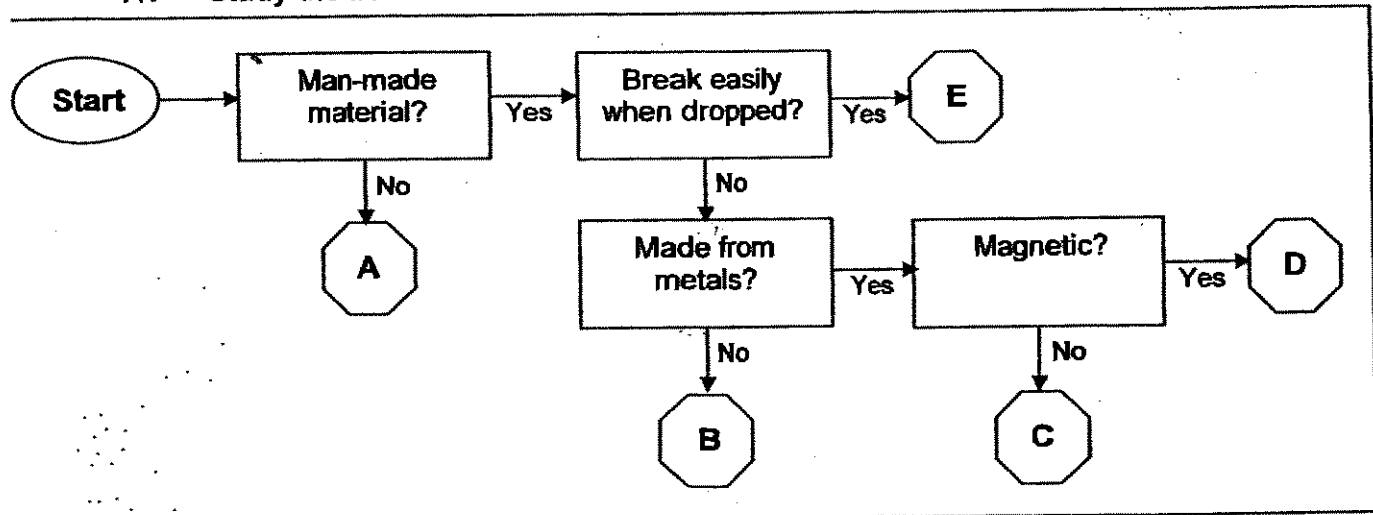 Start
Man-made
material?
Yes
Break easily
when dropped?
Yes
E
No
No
A
Made from
metals?
Yes
Magnetic?
Yes
D
No
No
B
C